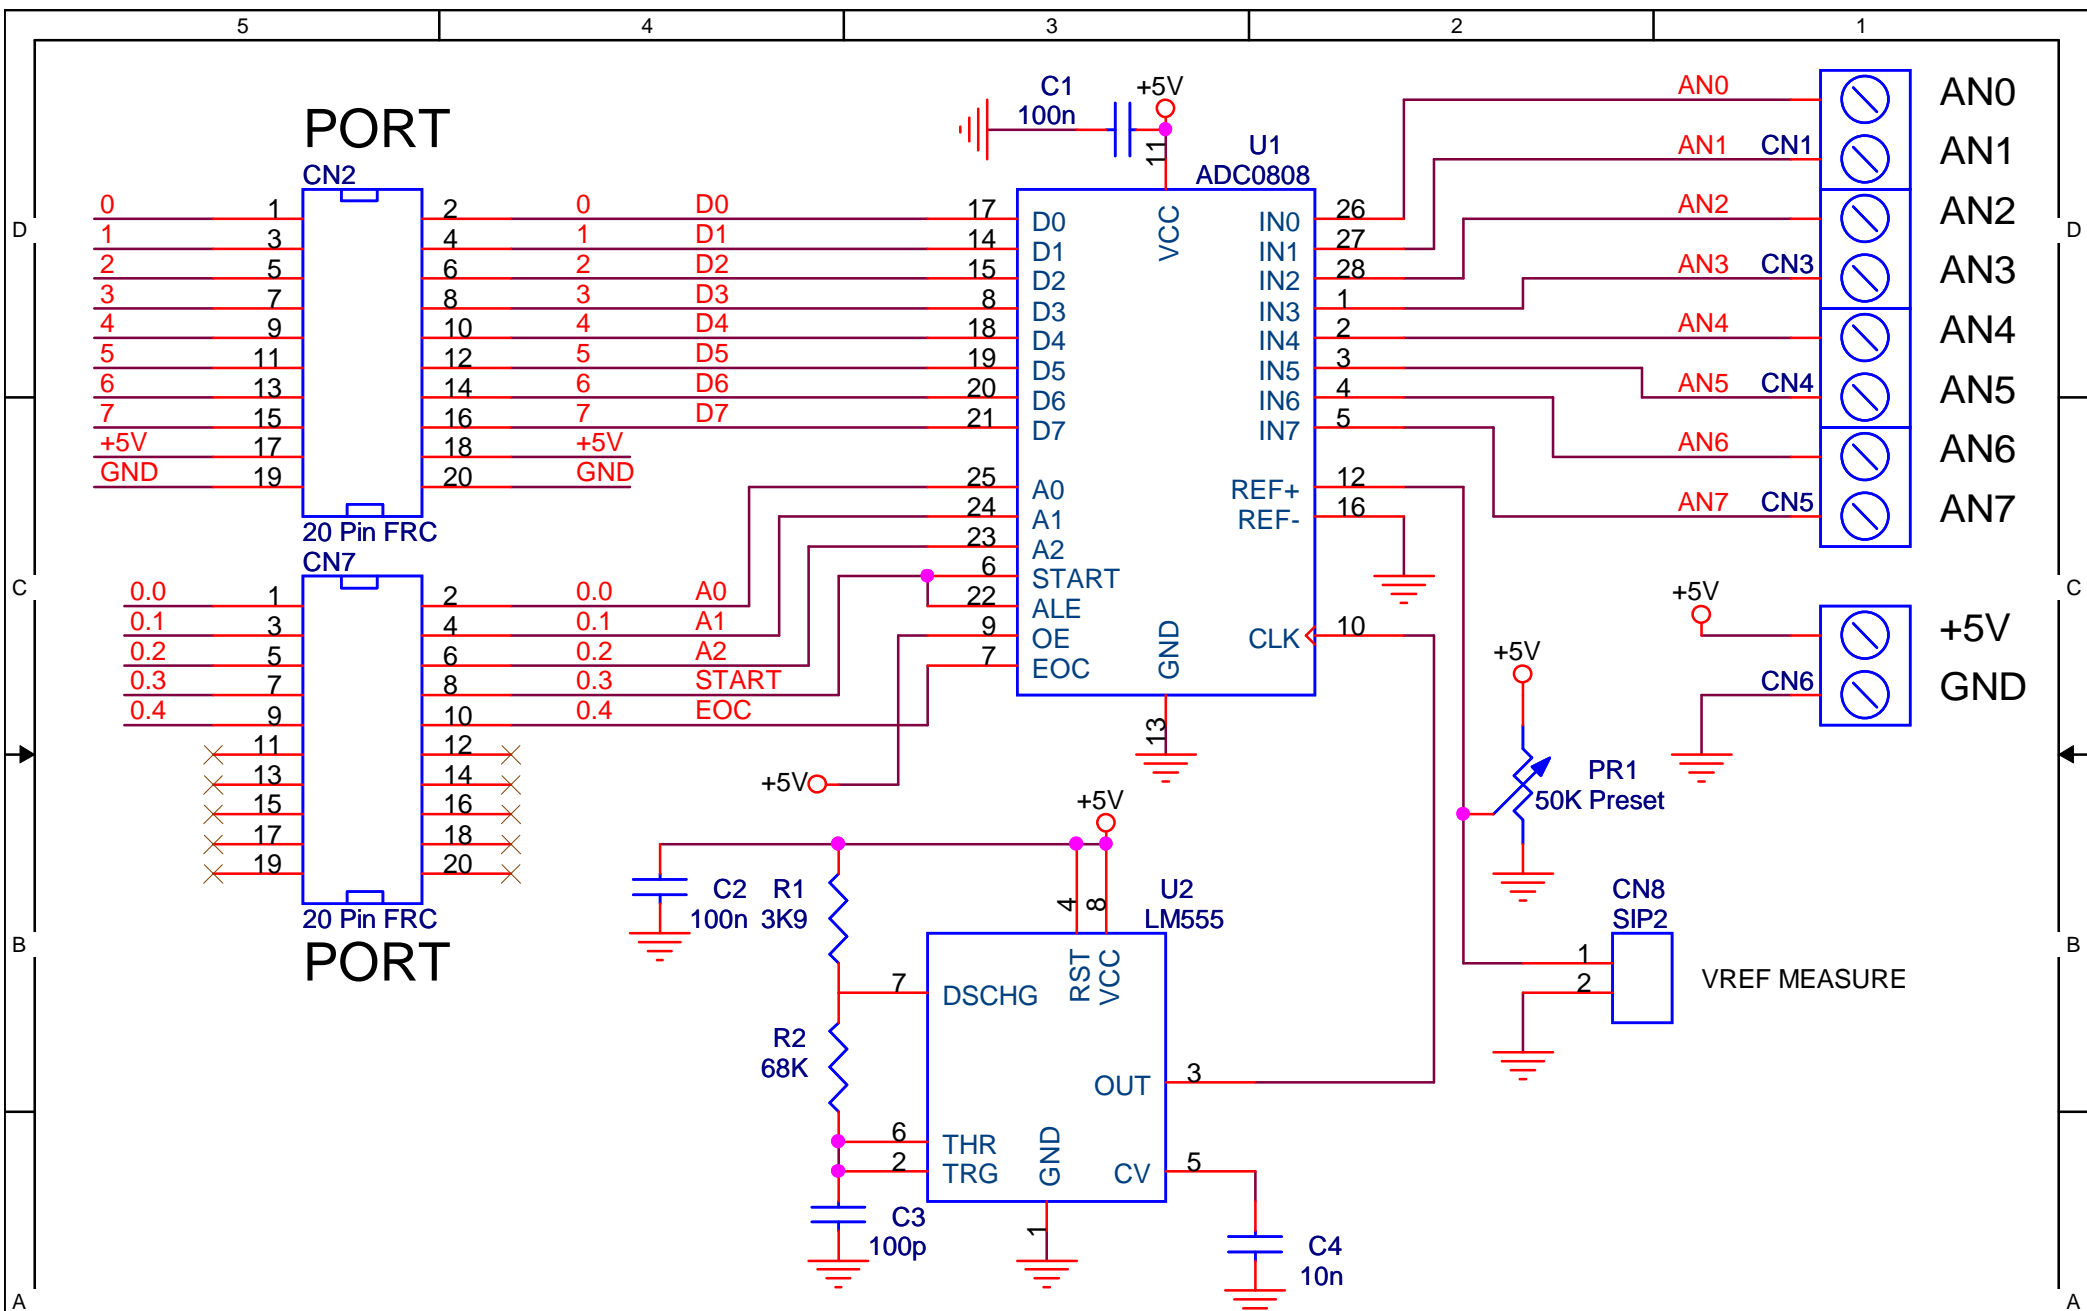 5 4 3 2 1
D
C
B
A
D
C
B
A
PORT
CN2
0 1 2 0 D0
1 3 4 1 D1
2 5 6 2 D2
3 7 8 3 D3
4 9 10 4 D4
5 11 12 5 D5
6 13 14 6 D6
7 15 16 7 D7
+5V 17 18 +5V
GND 19 20 GND
20 Pin FRC
CN7
0.0 1 2 0.0 A0
0.1 3 4 0.1 A1
0.2 5 6 0.2 A2
0.3 7 8 0.3 START
0.4 9 10 0.4 EOC
11 12
13 14
15 16
17 18
19 20
20 Pin FRC
PORT
C1
100n
+5V
11
U1
ADC0808
VCC
17 D0 IN0 26
14 D1 IN1 27
15 D2 IN2 28
8 D3 IN3 1
18 D4 IN4 2
19 D5 IN5 3
20 D6 IN6 4
21 D7 IN7 5
25 A0 REF+ 12
24 A1 REF- 16
23 A2
6 START
22 ALE
9 OE CLK 10
7 EOC
GND
13
+5V
AN0 AN0
AN1 CN1 AN1
AN2 AN2
AN3 CN3 AN3
AN4 AN4
AN5 CN4 AN5
AN6 AN6
AN7 CN5 AN7
+5V
+5V
CN6 GND
+5V
PR1
50K Preset
CN8
SIP2
1
2
VREF MEASURE
+5V
C2
100n
R1
3K9
4 8
U2
LM555
RST
VCC
7 DSCHG
R2
68K
OUT 3
6 THR
2 TRG
GND
CV 5
1
C3
100p
C4
10n